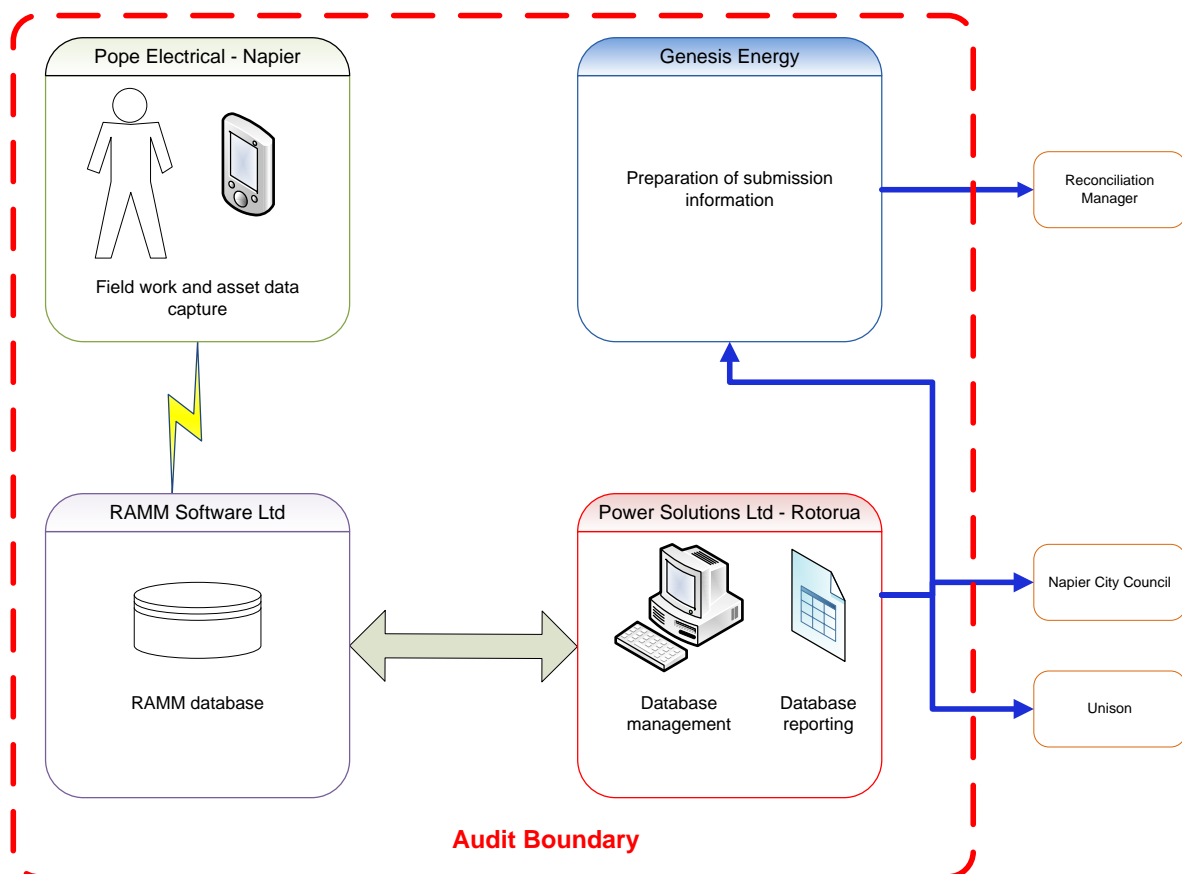 Pope Electrical - Napier
Field work and asset data
capture
Genesis Energy
Preparation of submission
information
Reconciliation
Manager
RAMM Software Ltd
RAMM database
Power Solutions Ltd - Rotorua
Database
management
Database
reporting
Napier City Council
Unison
Audit Boundary